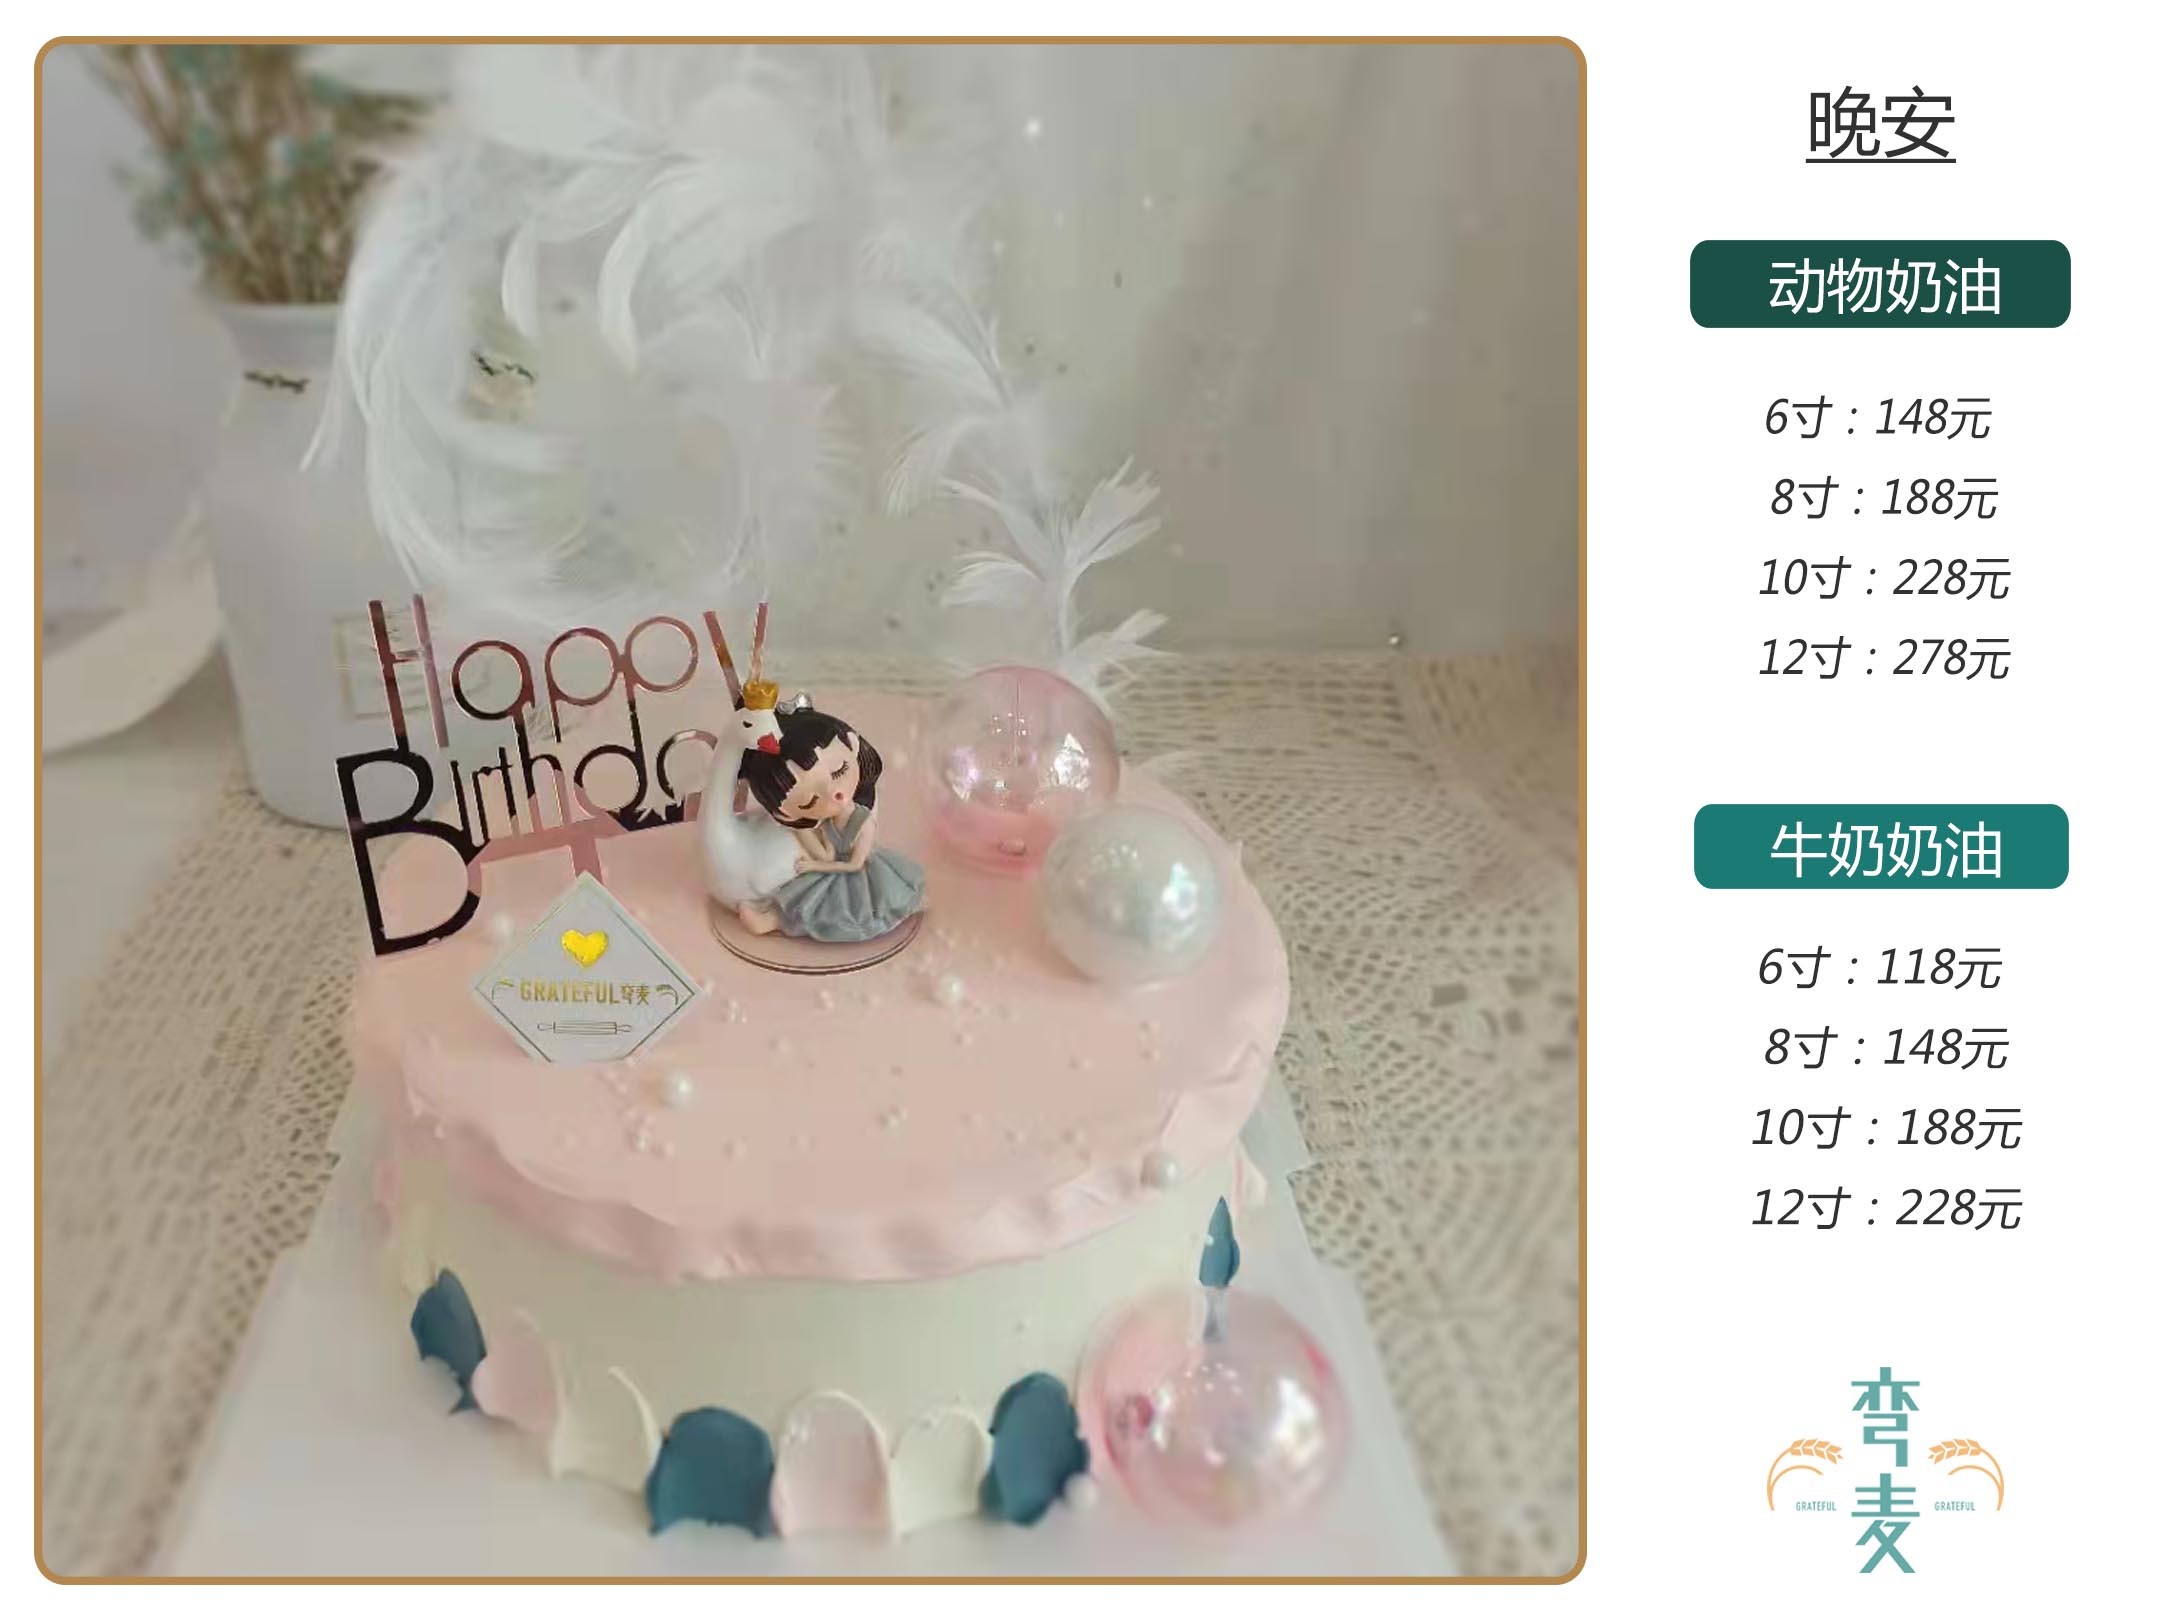 Happy
Birthda
GRATEFUL弯麦
晚安
动物奶油
6寸：148元
8寸：188元
10寸：228元
12寸：278元
牛奶奶油
6寸：118元
8寸：148元
10寸：188元
12寸：228元
弯麦
GRATEFUL
GRATEFUL